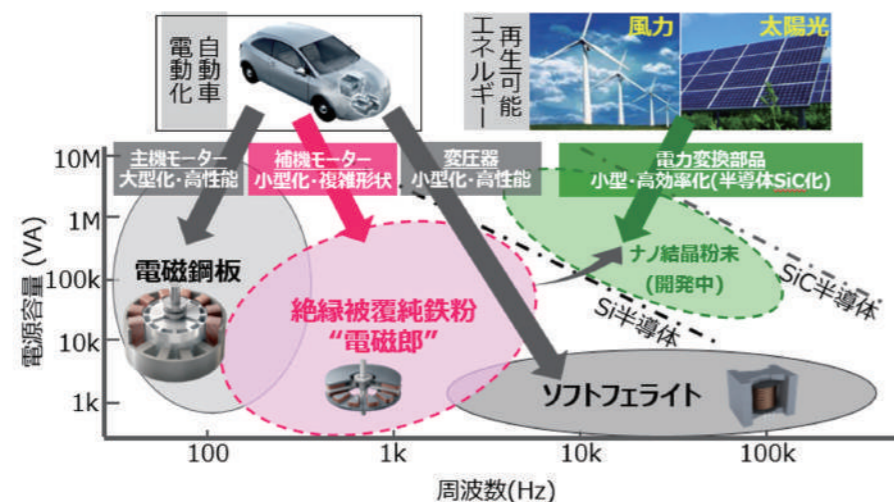 自動車
電動化
再生可能
エネルギー
風力
太陽光
主機モーター
大型化・高性能
補機モーター
小型化・複雑形状
変圧器
小型化・高性能
電力変換部品
小型・高効率化(半導体SiC化)
電源容量 (VA)
10M
1M
100k
10k
1k
電磁鋼板
絶縁被覆純鉄粉
“電磁郎”
ナノ結晶粉末
(開発中)
Si半導体
SiC半導体
ソフトフェライト
100
1k
10k
100k
周波数(Hz)